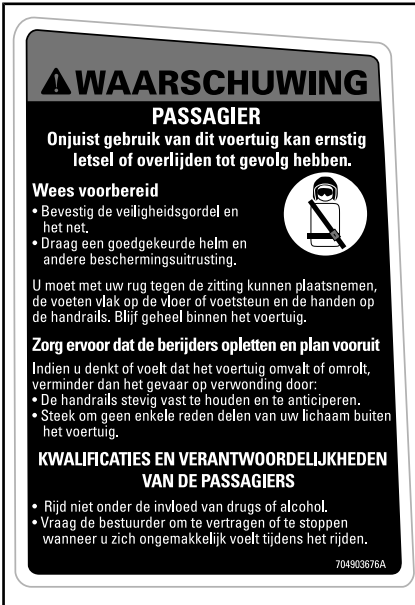 WAARSCHUWING
PASSAGIER
Onjuist gebruik van dit voertuig kan ernstig
letsel of overlijden tot gevolg hebben.
Wees voorbereid
• Bevestig de veiligheidsgordel en
het net.
• Draag een goedgekeurde helm en
andere beschermingsuitrusting.
U moet met uw rug tegen de zitting kunnen plaatsnemen,
de voeten vlak op de vloer of voetsteun en de handen op
de handrails. Blijf geheel binnen het voertuig.
Zorg ervoor dat de berijders opletten en plan vooruit
Indien u denkt of voelt dat het voertuig omvalt of omrolt,
verminder dan het gevaar op verwonding door:
• De handrails stevig vast te houden en te anticiperen.
• Steek om geen enkele reden delen van uw lichaam buiten
het voertuig.
KWALIFICATIES EN VERANTWOORDELIJKHEDEN
VAN DE PASSAGIERS
• Rijd niet onder de invloed van drugs of alcohol.
• Vraag de bestuurder om te vertragen of te stoppen
wanneer u zich ongemakkelijk voelt tijdens het rijden.
704903676A